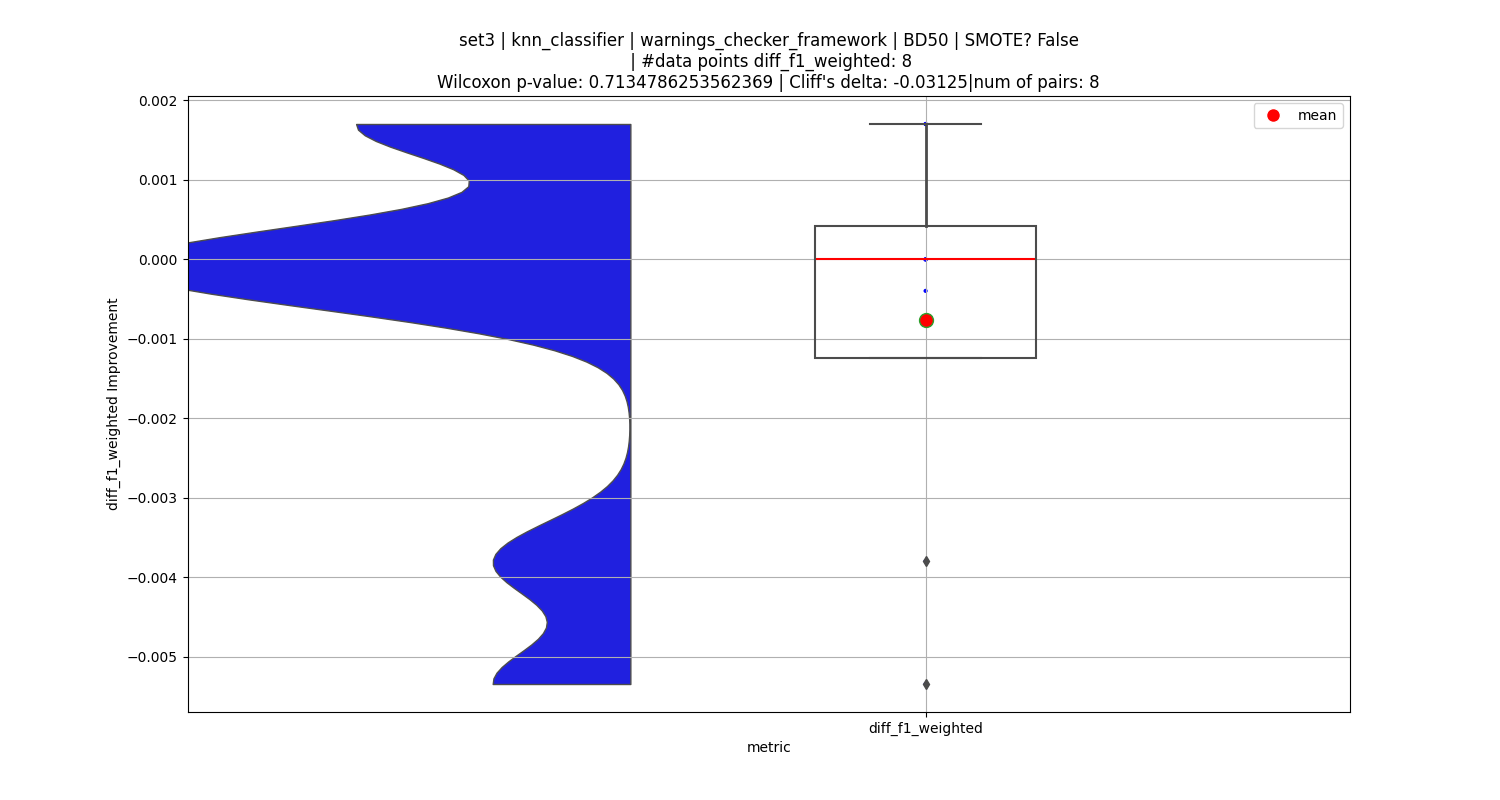 set3 | knn_classifier | warnings_checker_framework | BD50 | SMOTE? False
| #data points diff_f1_weighted: 8
Wilcoxon p-value: 0.7134786253562369 | Cliff's delta: -0.03125|num of pairs: 8
mean
0.002
0.001
0.000
−0.001
−0.002
−0.003
−0.004
−0.005
diff_f1_weighted Improvement
diff_f1_weighted
metric